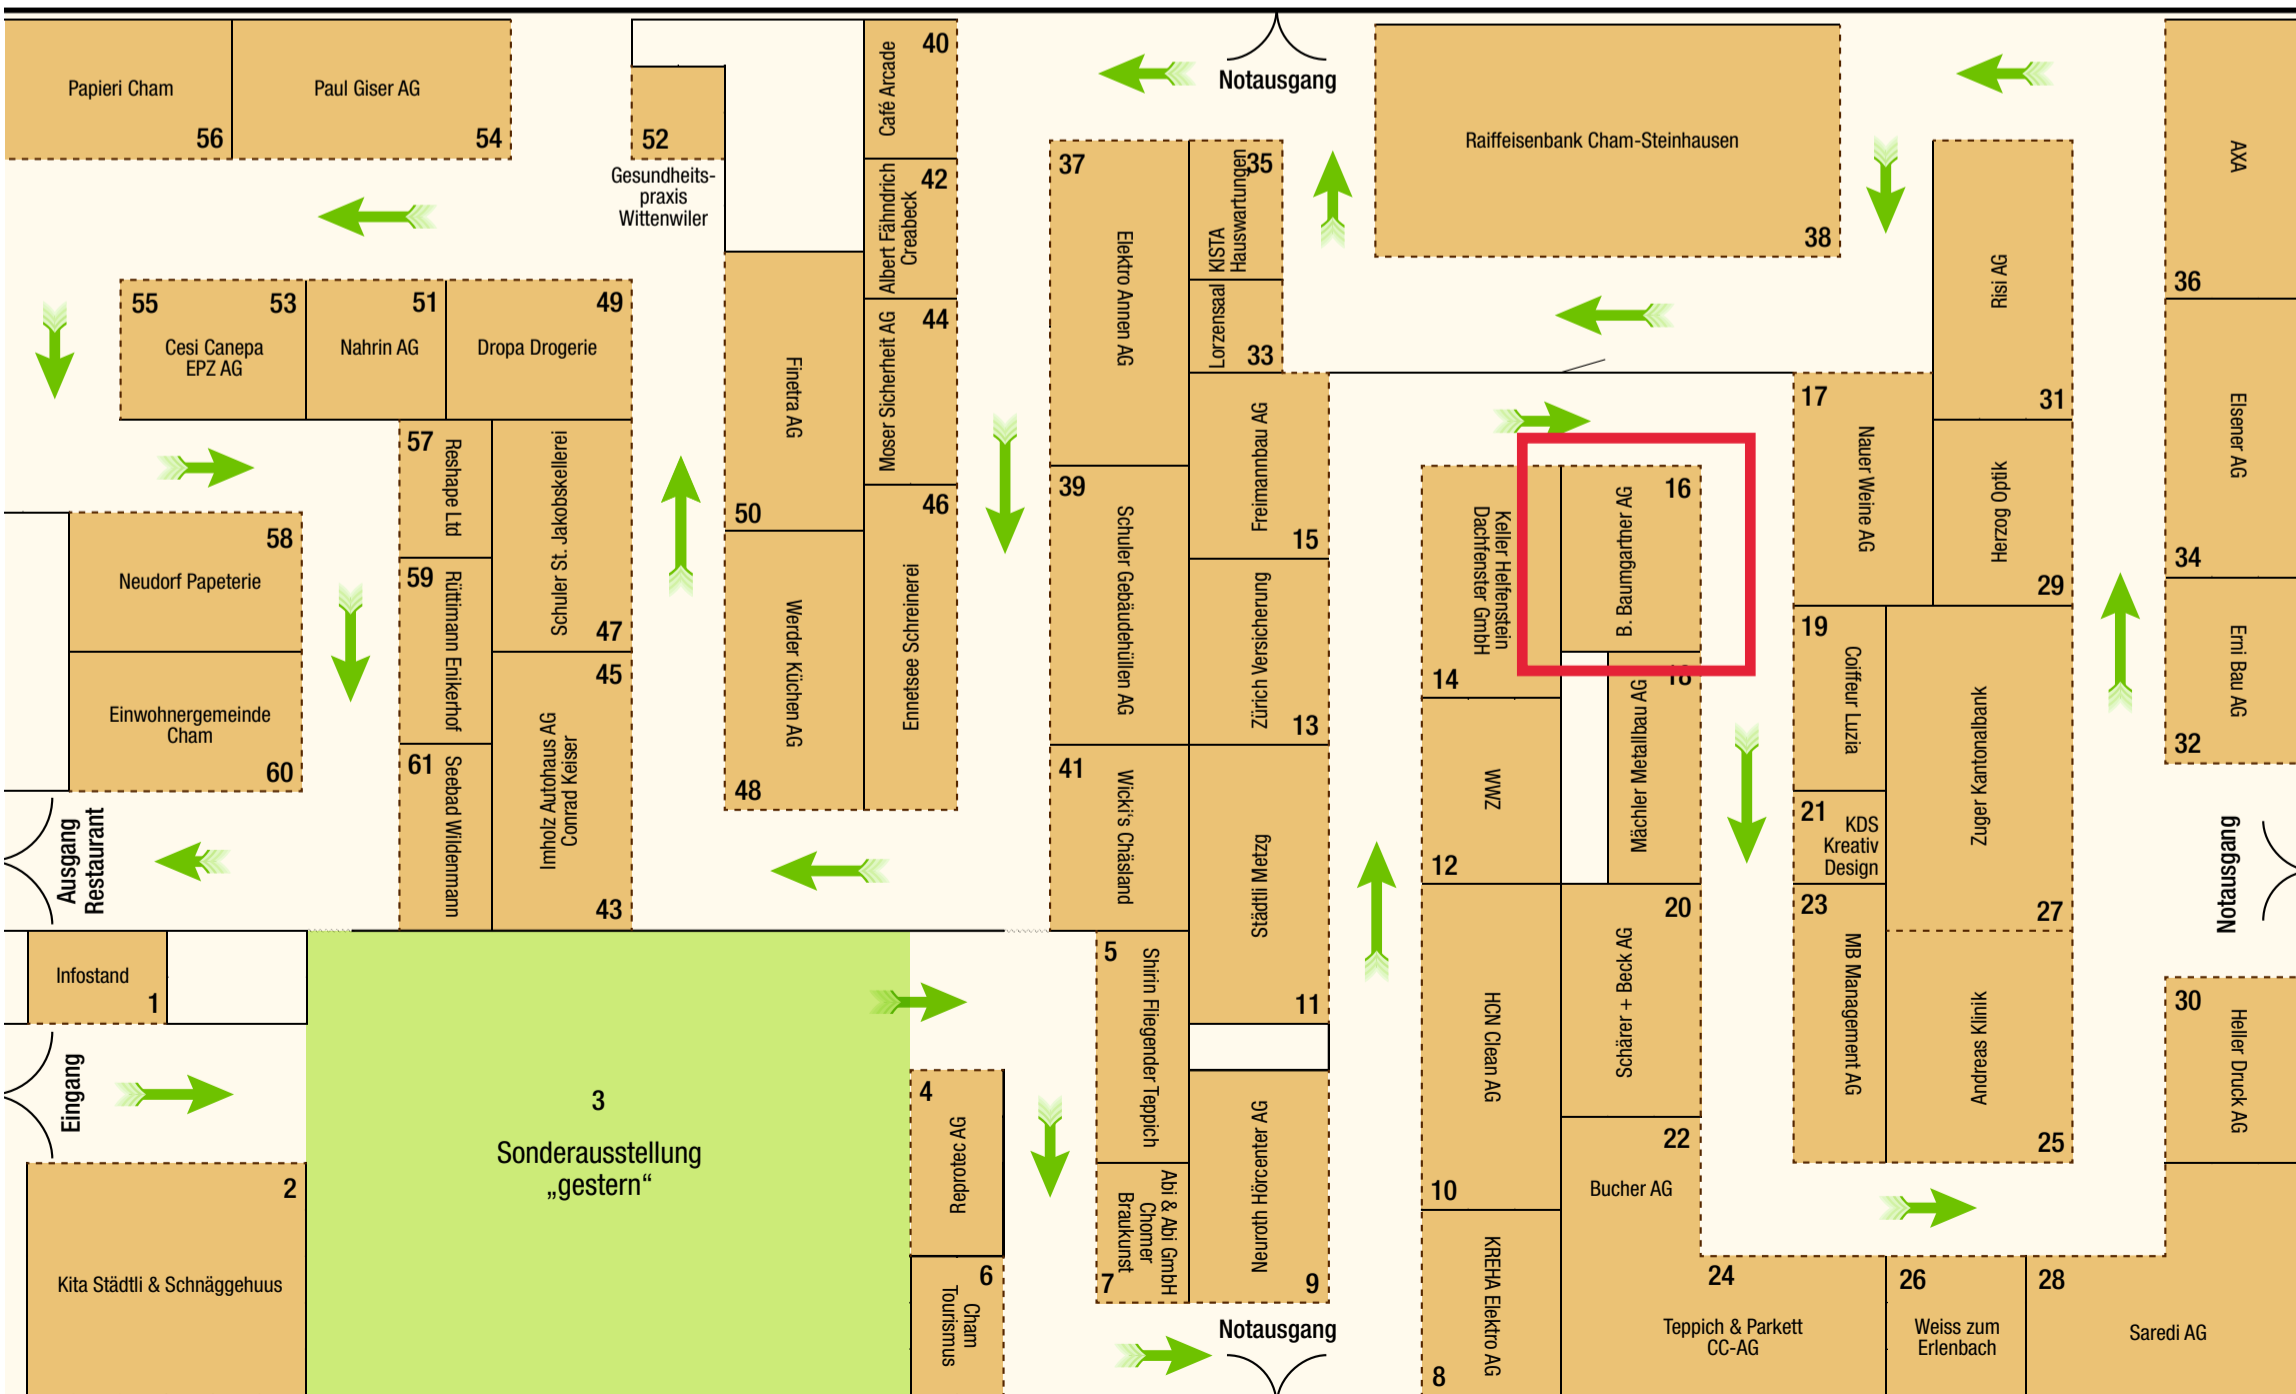 Papieri Cham
56
Paul Giser AG
54
52
Gesundheits-
praxis
Wittenwiler
Café Arcade
40
Albert Fähndrich
Creabeck
42
Moser Sicherheit AG
44
Ennetsee Schreinerei
46
Finetra AG
50
Werder Küchen AG
48
55
53
Cesi Canepa
EPZ AG
51
Nahrin AG
49
Dropa Drogerie
57
Reshape Ltd
59
Rüttimann Enikerhof
61
Seebad Wildenmann
Schuler St. Jakobskellerei
47
45
Imholz Autohaus AG
Conrad Keiser
43
58
Neudorf Papeterie
Einwohnergemeinde
Cham
60
Ausgang
Restaurant
Infostand
1
Eingang
2
Kita Städtli & Schnäggehuus
3
Sonderausstellung
„gestern“
4
Reprotec AG
6
Cham
Tourismus
5
Shirin Fliegender Teppich
7
Abi & Abi GmbH
Chomer
Braukunst
Neuroth Hörcenter AG
9
Notausgang
Notausgang
37
Elektro Annen AG
35
KISTA
Hauswartungen
Lorzensaal
33
39
Schuler Gebäudehüllen AG
41
Wicki's Chäsland
Freimannbau AG
15
Zürich Versicherung
13
Städtli Metzg
11
Raiffeisenbank Cham-Steinhausen
38
Keller Helfenstein
Dachfenster GmbH
14
16
B. Baumgartner AG
18
Mächler Metallbau AG
WWZ
12
HCN Clean AG
10
KREHA Elektro AG
8
20
Schärer + Beck AG
22
Bucher AG
24
Teppich & Parkett
CC-AG
26
Weiss zum
Erlenbach
28
Saredi AG
17
Nauer Weine AG
19
Coiffeur Luzia
21
KDS
Kreativ
Design
23
MB Management AG
Risi AG
31
Herzog Optik
29
Zuger Kantonalbank
27
Andreas Klinik
25
AXA
36
Elsener AG
34
Erni Bau AG
32
Notausgang
30
Heller Druck AG